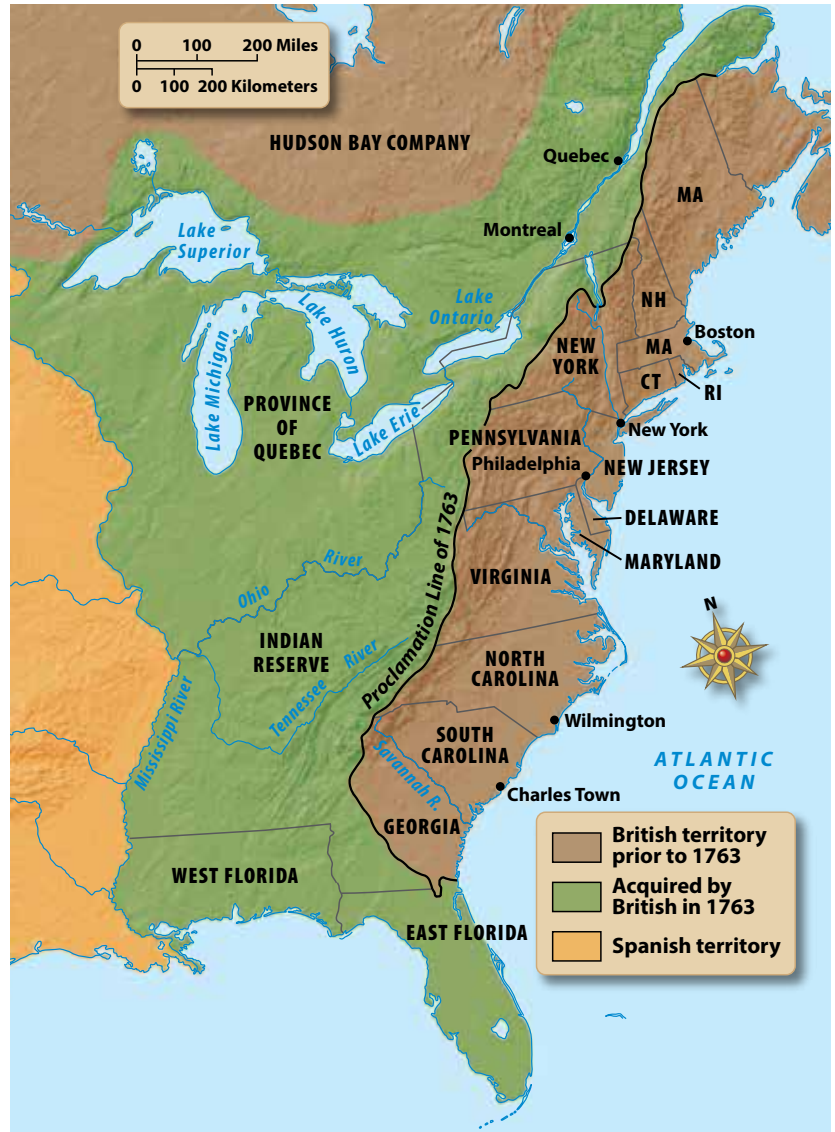 0 100 200 Miles
0 100 200 Kilometers
HUDSON BAY COMPANY
Quebec
MA
Montreal
Lake
Superior
Lake
Ontario
Lake Huron
Lake Michigan
NH
Boston
MA
NEW
YORK
CT
RI
PROVINCE
OF
QUEBEC
Lake Erie
New York
PENNSYLVANIA
Philadelphia
NEW JERSEY
DELAWARE
MARYLAND
Proclamation Line of 1763
VIRGINIA
Ohio River
N
INDIAN
RESERVE
Tennessee River
NORTH
CAROLINA
Mississippi River
Wilmington
SOUTH
CAROLINA
Savannah R.
ATLANTIC
OCEAN
Charles Town
GEORGIA
British territory
prior to 1763
Acquired by
British in 1763
Spanish territory
WEST FLORIDA
EAST FLORIDA